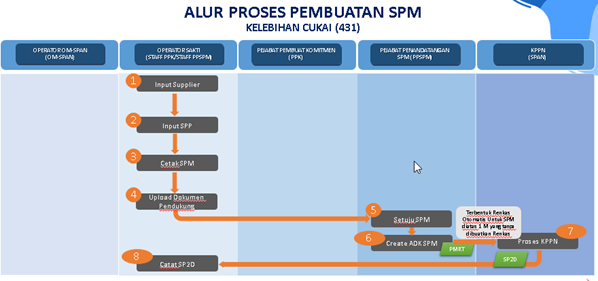 ALUR PROSES PEMBUATAN SPM
KELEBIHAN CUKAI (431)
OPERATOR OM-SPAN
(OM-SPAN)
OPERATOR SAKTI
(STAFF PPK/STAFF PPSPM)
PEJABAT PEMBUAT KOMITMEN
(PPK)
PEJABAT PENANDATANGAN
SPM (PPSPM)
KPPN
(SPAN)
1
Input Supplier
2
Input SPP
3
Cetak SPM
4
Upload Dokumen
Pendukung
5
Setuju SPM
6
Create ADK SPM
PMRT
Terbentuk Renkas
Otomatis Untuk SPM
diatas 1 M yang tanpa
dibuatkan Renkas
7
Proses KPPN
SP2D
8
Catat SP2D